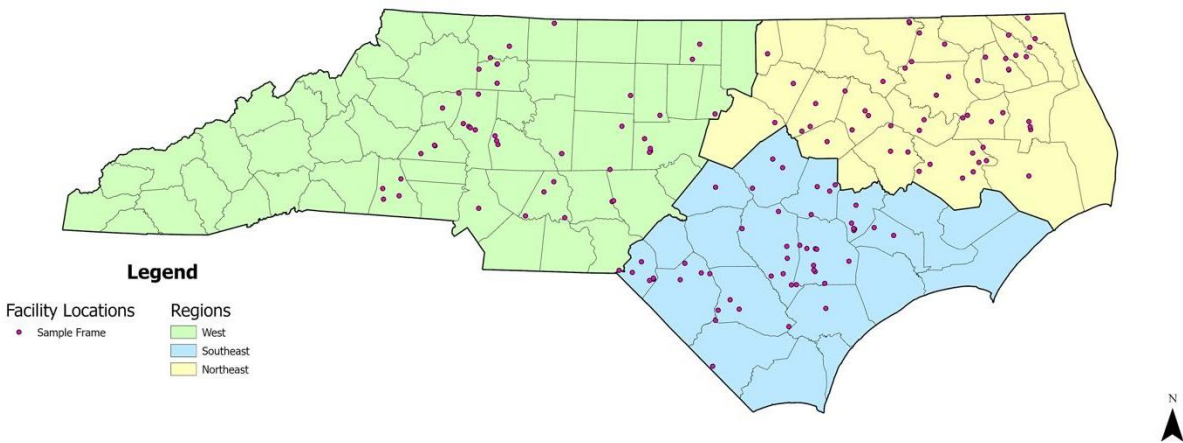 Legend
Facility Locations
Sample Frame
Regions
West
Southeast
Northeast
N